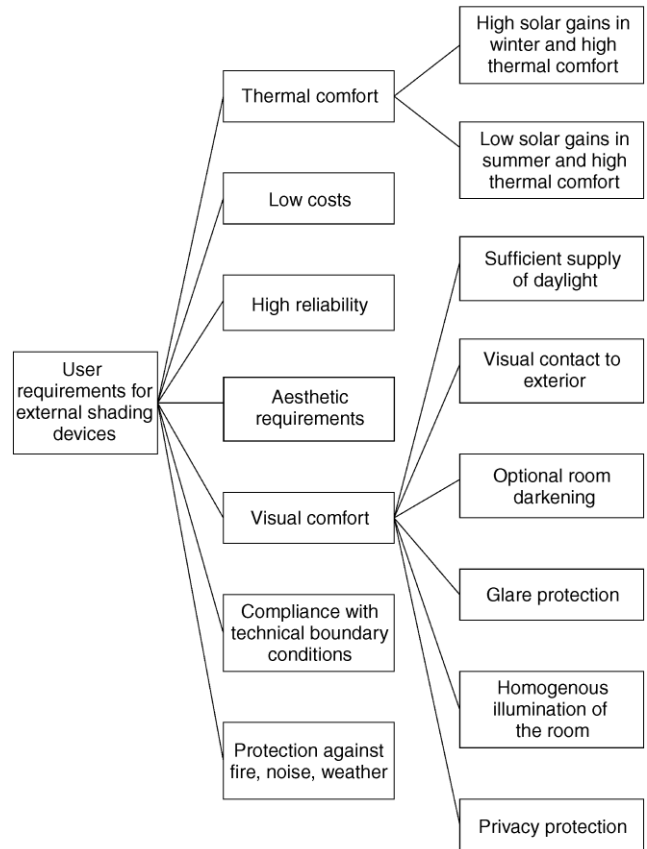 User
requirements for
external shading
devices
Thermal comfort
Low costs
High reliability
Aesthetic
requirements
Visual comfort
Compliance with
technical boundary
conditions
Protection against
fire, noise, weather
High solar gains in
winter and high
thermal comfort
Low solar gains in
summer and high
thermal comfort
Sufficient supply
of daylight
Visual contact to
exterior
Optional room
darkening
Glare protection
Homogenous
illumination of
the room
Privacy protection